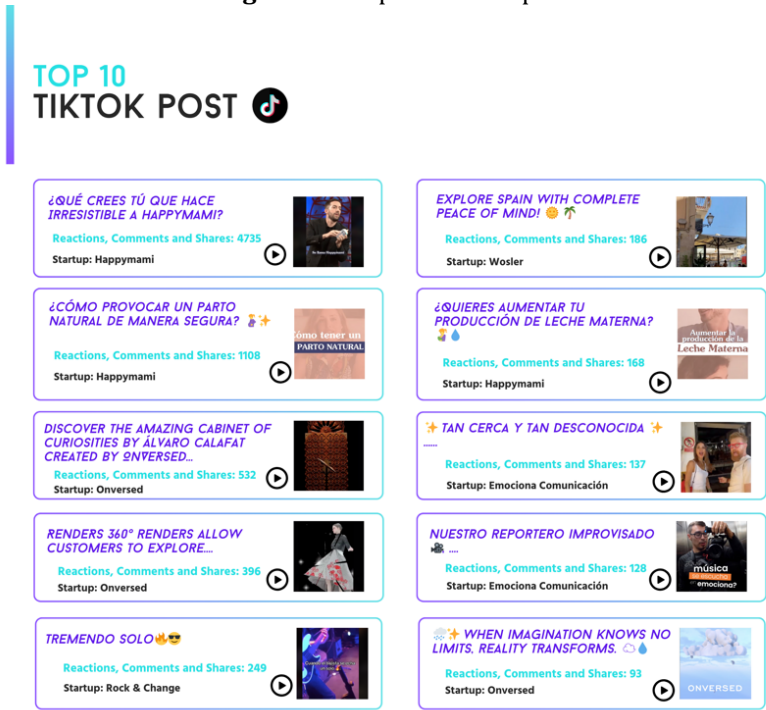 TOP 10
TIKTOK POST
¿QUÉ CREES TÚ QUE HACE
IRRESISTIBLE A HAPPYMAMI?
Reactions, Comments and Shares: 4735
Startup: Happymami
¿CÓMO PROVOCAR UN PARTO
NATURAL DE MANERA SEGURA? 🤰✨
Cómo tener un
PARTO NATURAL
Reactions, Comments and Shares: 1108
Startup: Happymami
DISCOVER THE AMAZING CABINET OF
CURIOSITIES BY ÁLVARO CALAFAT
CREATED BY ONVERSED...
Reactions, Comments and Shares: 532
Startup: Onversed
RENDERS 360° RENDERS ALLOW
CUSTOMERS TO EXPLORE....
Reactions, Comments and Shares: 396
Startup: Onversed
TREMENDO SOLO🔥😎
Reactions, Comments and Shares: 249
Startup: Rock & Change
EXPLORE SPAIN WITH COMPLETE
PEACE OF MIND! 🌞 🌴
Reactions, Comments and Shares: 186
Startup: Wosler
¿QUIERES AUMENTAR TU
PRODUCCIÓN DE LECHE MATERNA?
🤱💧
Aumentar la
producción de la
Leche Materna
Reactions, Comments and Shares: 168
Startup: Happymami
✨ TAN CERCA Y TAN DESCONOCIDA ✨
......
Reactions, Comments and Shares: 137
Startup: Emociona Comunicación
NUESTRO REPORTERO IMPROVISADO
🎥 ....
música
se escucha
emociona?
Reactions, Comments and Shares: 128
Startup: Emociona Comunicación
🌧️✨ WHEN IMAGINATION KNOWS NO
LIMITS, REALITY TRANSFORMS. ☁️💧
Reactions, Comments and Shares: 93
Startup: Onversed
ONVERSED